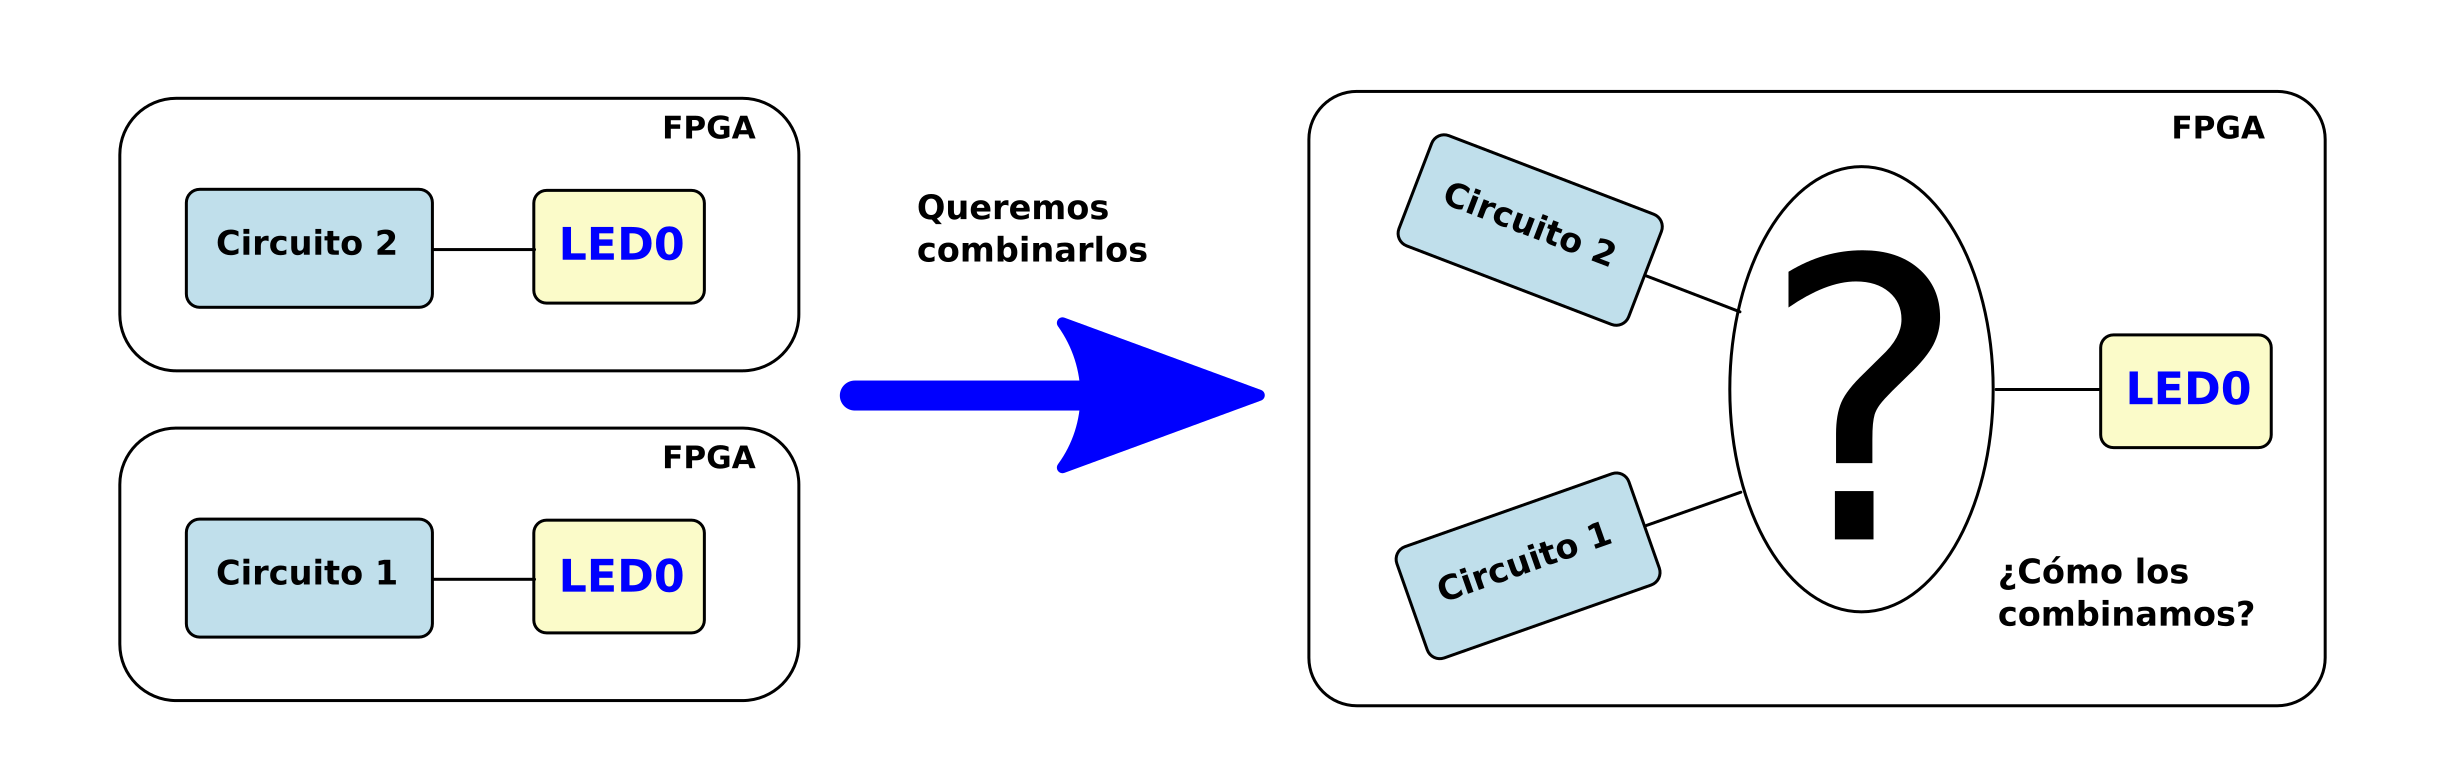 FPGA
Circuito 2
LED0
FPGA
Circuito 1
LED0
Queremos
combinarlos
FPGA
Circuito 2
?
Circuito 1
LED0
¿Cómo los
combinamos?